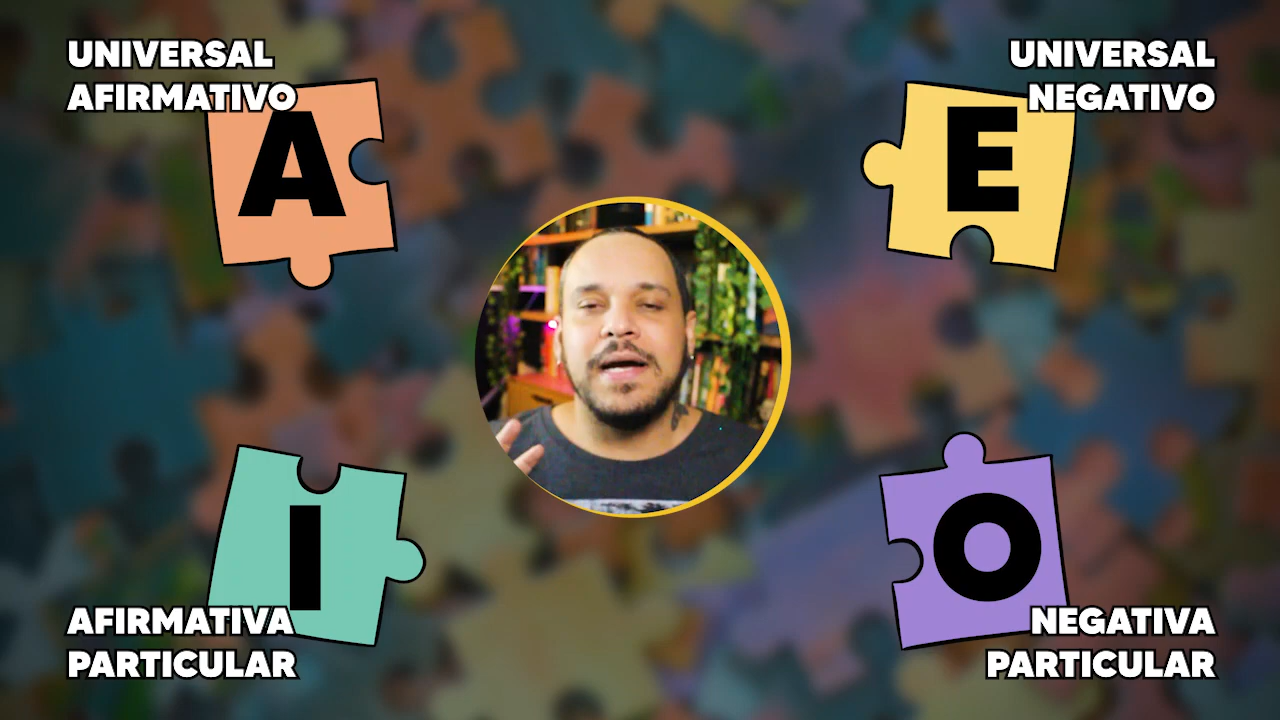 UNIVERSAL
AFIRMATIVO
A
UNIVERSAL
NEGATIVO
E
I
AFIRMATIVA
PARTICULAR
O
NEGATIVA
PARTICULAR